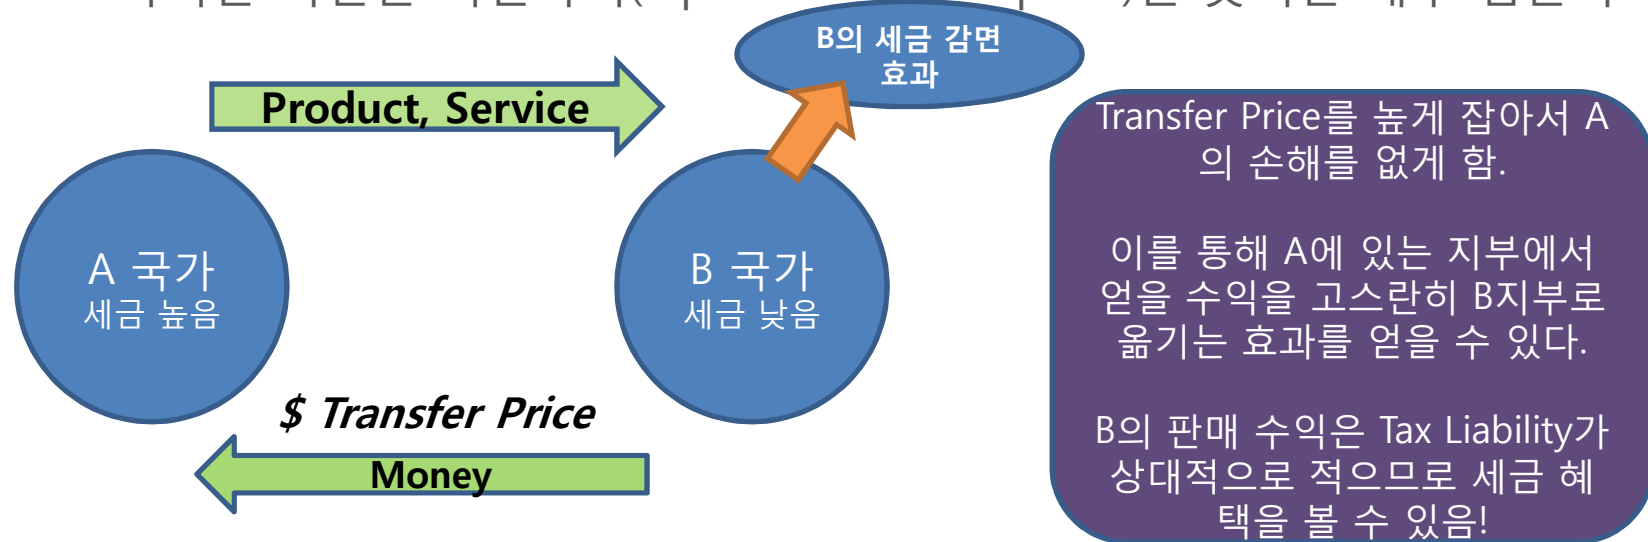 B의 세금 감면
효과
Product, Service
A 국가
세금 높음
B 국가
세금 낮음
$ Transfer Price
Money
Transfer Price를 높게 잡아서 A
의 손해를 없게 함.
이를 통해 A에 있는 지부에서
얻을 수익을 고스란히 B지부로
옮기는 효과를 얻을 수 있다.
B의 판매 수익은 Tax Liability가
상대적으로 적으므로 세금 혜
택을 볼 수 있음!